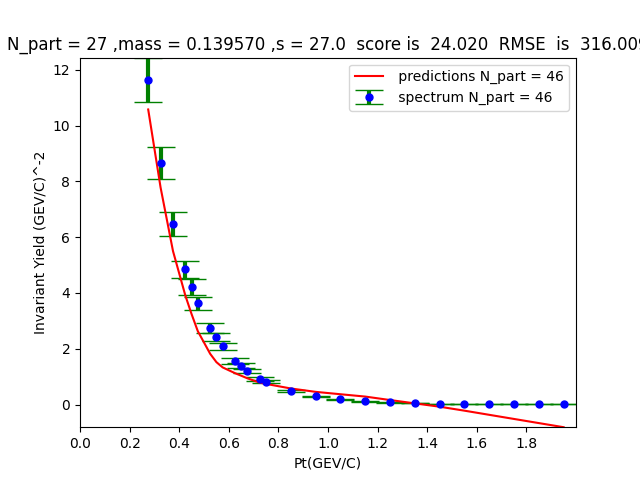 N_part = 27 ,mass = 0.139570 ,s = 27.0  score is  24.020  RMSE  is  316.009
predictions N_part = 46
spectrum N_part = 46
Invariant Yield (GEV/C)^-2
12
10
8
6
4
2
0
0.0 0.2 0.4 0.6 0.8 1.0 1.2 1.4 1.6 1.8
Pt(GEV/C)